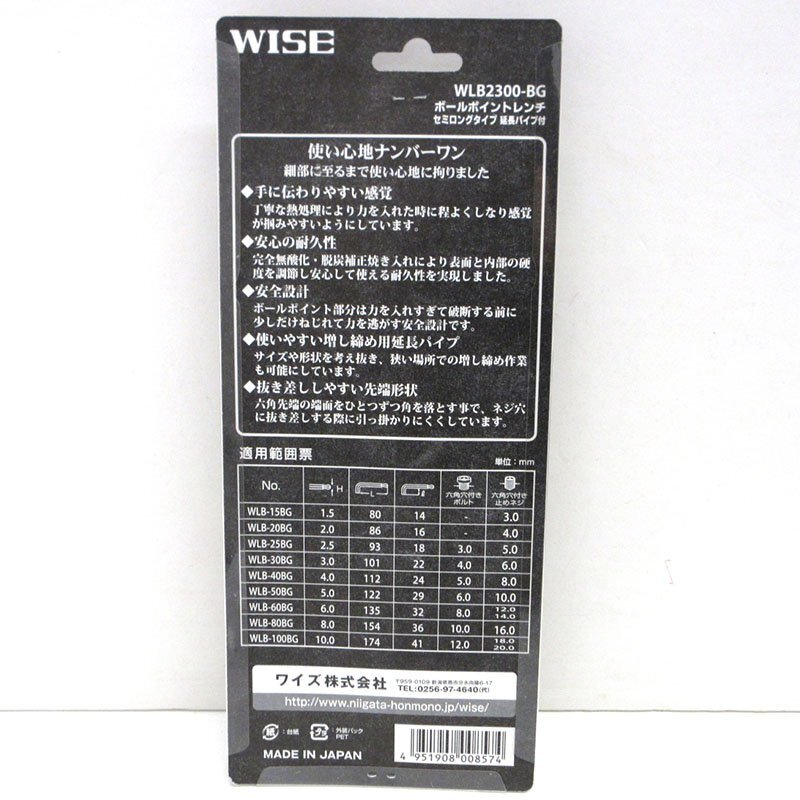 WISE
WLB2300-BG
ボールポイントレンチ
セミロングタイプ 延長パイプ付
使い心地ナンバーワン
細部に至るまで使い心地に拘りました
◆手に伝わりやすい感覚
丁寧な熱処理により力を入れた時に程よくしなり感覚
が掴みやすいようにしています。
◆安心の耐久性
完全無酸化・脱炭補正焼き入れにより表面と内部の硬
度を調節し安心して使える耐久性を実現しました。
◆安全設計
ボールポイント部分は力を入れすぎて破断する前に
少しだけねじれて力を逃がす安全設計です。
◆使いやすい増し締め用延長パイプ
サイズや形状を考え抜き、狭い場所での増し締め作業
も可能にしています。
◆抜き差ししやすい先端形状
六角先端の端面をひとつずつ角を落とす事で、ネジ穴
に抜き差しする際に引っ掛かりにくくしています。
適用範囲票 単位:mm
No. H L ℓ 六角穴付き ボルト 六角穴付き 止めネジ
WLB-15BG 1.5 80 14 - 3.0
WLB-20BG 2.0 86 16 - 4.0
WLB-25BG 2.5 93 18 3.0 5.0
WLB-30BG 3.0 101 22 4.0 6.0
WLB-40BG 4.0 112 24 5.0 8.0
WLB-50BG 5.0 122 29 6.0 10.0
WLB-60BG 6.0 135 32 8.0 12.0 14.0
WLB-80BG 8.0 154 36 10.0 16.0
WLB-100BG 10.0 174 41 12.0 18.0 20.0
ワイズ株式会社
〒959-0109 新潟県燕市分水向陽6-17
TEL:0256-97-4640(代)
http://www.niigata-honmono.jp/wise/
紙 :台紙 プラ :外装パック
PET
MADE IN JAPAN
4 951908 008574